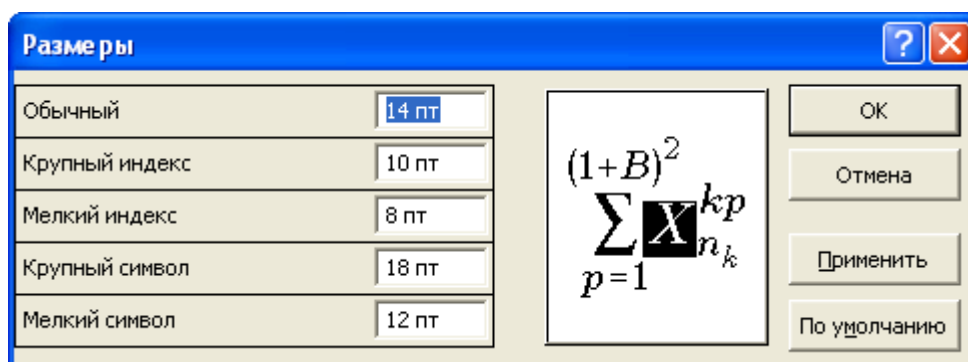 Размеры
Обычный 14 пт
Крупный индекс 10 пт
Мелкий индекс 8 пт
Крупный символ 18 пт
Мелкий символ 12 пт
(1+B)²
∑ X kp n k
p=1
?
OK
Отмена
Применить
По умолчанию